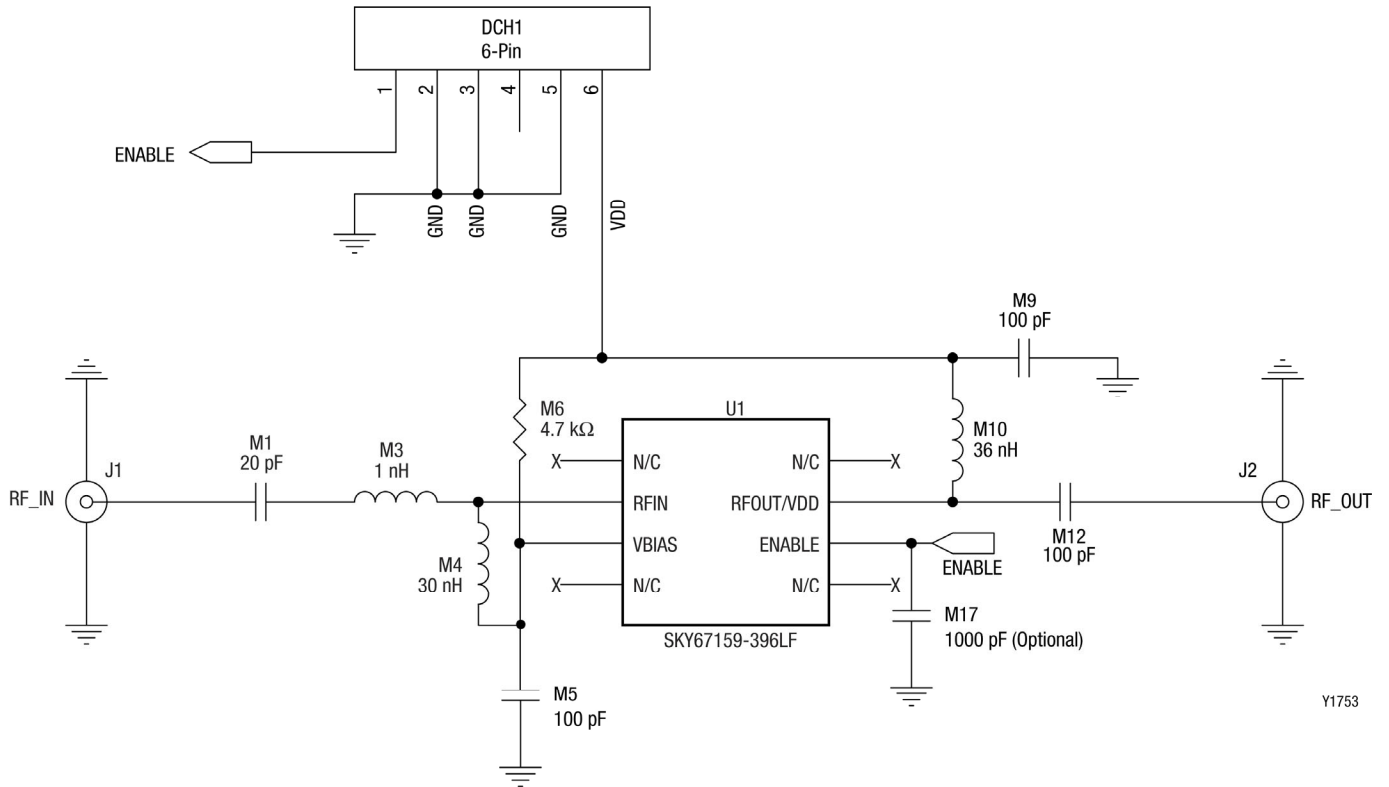 DCH1
6-Pin
1
2
3
4
5
6
ENABLE
GND
GND
GND
VDD
M9
100 pF
M6
4.7 kΩ
U1
M10
36 nH
M1
20 pF
M3
1 nH
J1
J2
X
N/C
N/C
X
RF_IN
RFIN
RFOUT/VDD
RF_OUT
M4
30 nH
VBIAS
ENABLE
ENABLE
M12
100 pF
X
N/C
N/C
X
SKY67159-396LF
M17
1000 pF (Optional)
M5
100 pF
Y1753